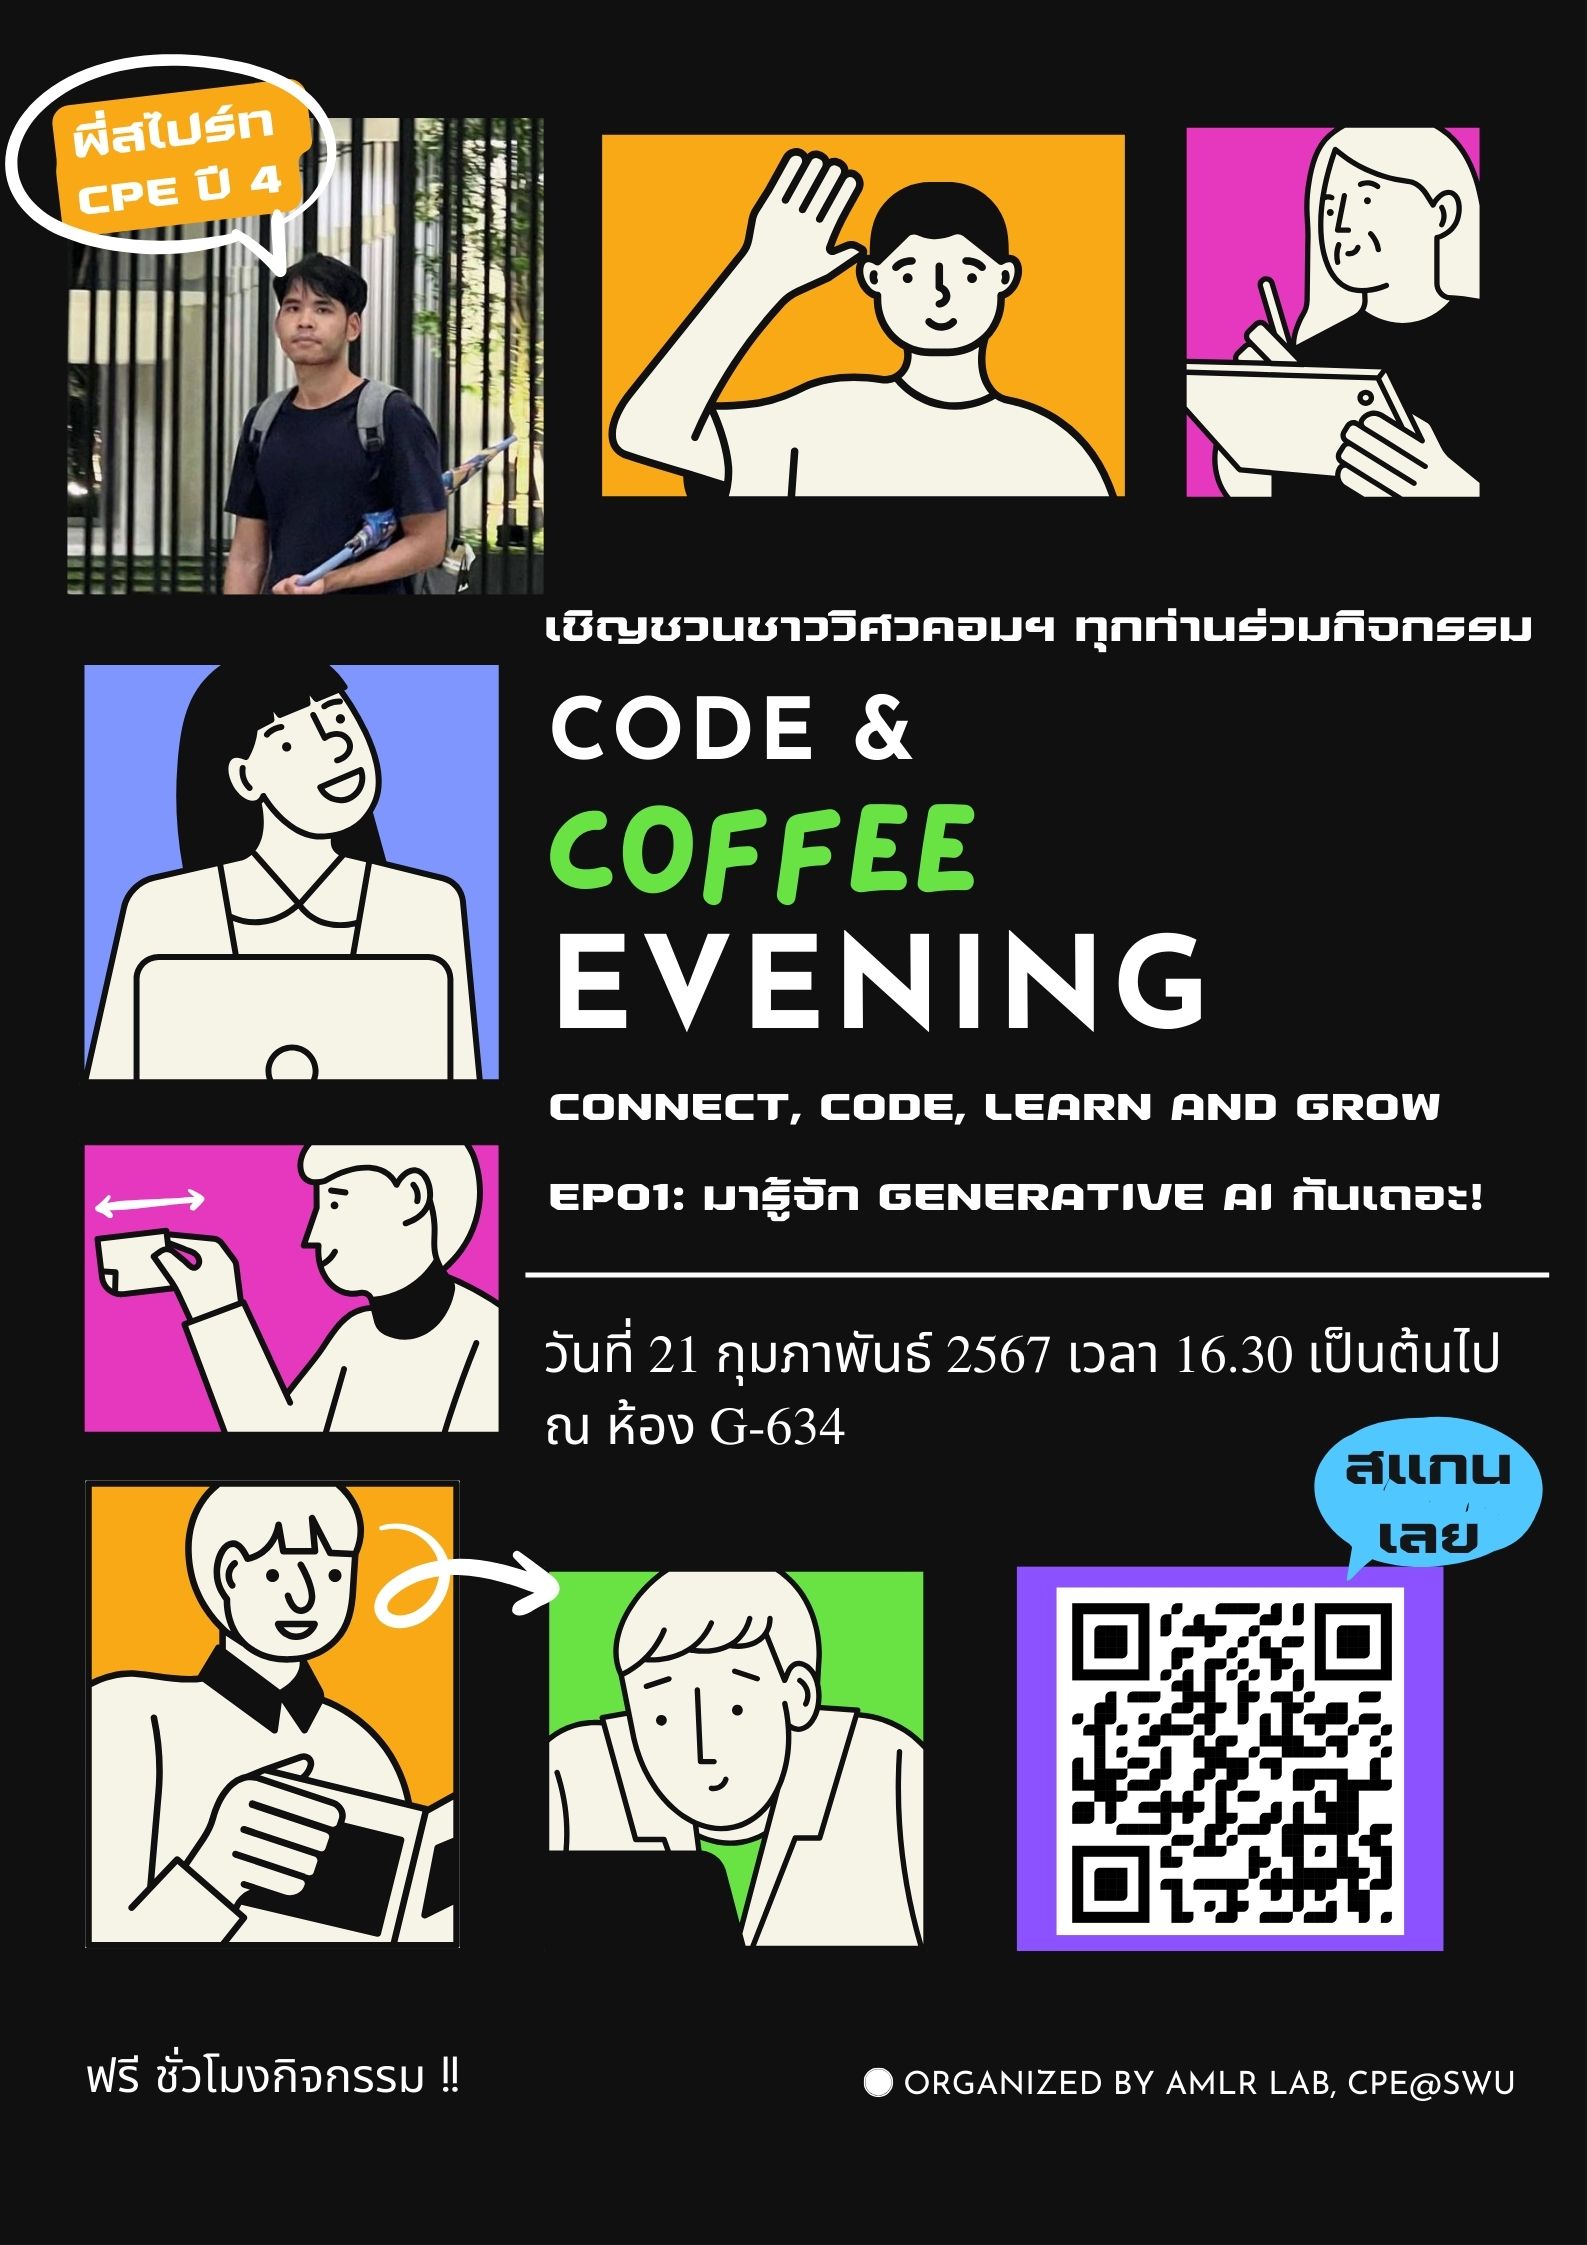 พี่สไปร์ท
CPE ปี 4
เชิญชวนชาววิศวคอมฯ ทุกท่านร่วมกิจกรรม
CODE &
COFFEE
EVENING
CONNECT, CODE, LEARN AND GROW
EP01: มารู้จัก GENERATIVE AI กันเถอะ!
วันที่ 21 กุมภาพันธ์ 2567 เวลา 16.30 เป็นต้นไป
ณ ห้อง G-634
สแกน
เลย
ฟรี ชั่วโมงกิจกรรม !!
ORGANIZED BY AMLR LAB, CPE@SWU